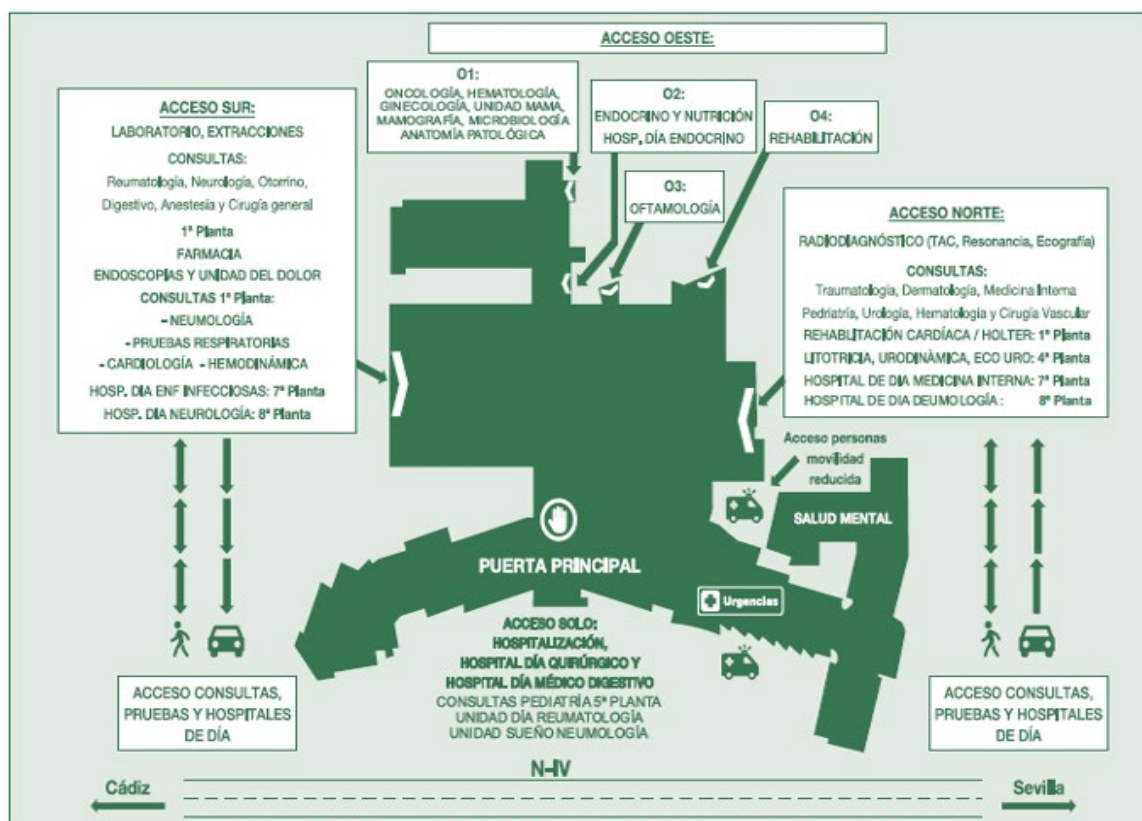 ACCESO OESTE:
O1:
ONCOLOGÍA, HEMATOLOGÍA,
GINECOLOGÍA, UNIDAD MAMA,
MAMOGRAFÍA, MICROBIOLOGÍA
ANATOMÍA PATOLÓGICA
O2:
ENDOCRINO Y NUTRICIÓN
HOSP. DÍA ENDOCRINO
O4:
REHABILITACIÓN
O3:
OFTAMOLOGÍA
ACCESO SUR:
LABORATORIO, EXTRACCIONES
CONSULTAS:
Reumatología, Neurología, Otorrino,
Digestivo, Anestesia y Cirugía general
1ª Planta
FARMACIA
ENDOSCOPIAS Y UNIDAD DEL DOLOR
CONSULTAS 1ª Planta:
- NEUMOLOGÍA
- PRUEBAS RESPIRATORIAS
- CARDIOLOGÍA - HEMODINÁMICA
HOSP. DIA ENF INFECCIOSAS: 7ª Planta
HOSP. DIA NEUROLOGÍA: 8ª Planta
ACCESO NORTE:
RADIODIAGNÓSTICO (TAC, Resonancia, Ecografía)
CONSULTAS:
Traumatología, Dermatología, Medicina Interna
Pedriatría, Urología, Hematología y Cirugía Vascular
REHABLITACIÓN CARDÍACA / HOLTER: 1ª Planta
LITOTRICIA, URODINÀMICA, ECO URO: 4ª Planta
HOSPITAL DE DIA MEDICINA INTERNA: 7ª Planta
HOSPITAL DE DIA DEUMOLOGÍA : 8ª Planta
Acceso personas
movilidad
reducida
SALUD MENTAL
PUERTA PRINCIPAL
Urgencias
ACCESO SOLO:
HOSPITALIZACIÓN,
HOSPITAL DÍA QUIRÚRGICO Y
HOSPITAL DÍA MÉDICO DIGESTIVO
CONSULTAS PEDIATRÍA 5ª PLANTA
UNIDAD DÍA REUMATOLOGÍA
UNIDAD SUEÑO NEUMOLOGÍA
ACCESO CONSULTAS,
PRUEBAS Y HOSPITALES
DE DÍA
ACCESO CONSULTAS,
PRUEBAS Y HOSPITALES
DE DÍA
N-IV
Cádiz
Sevilla